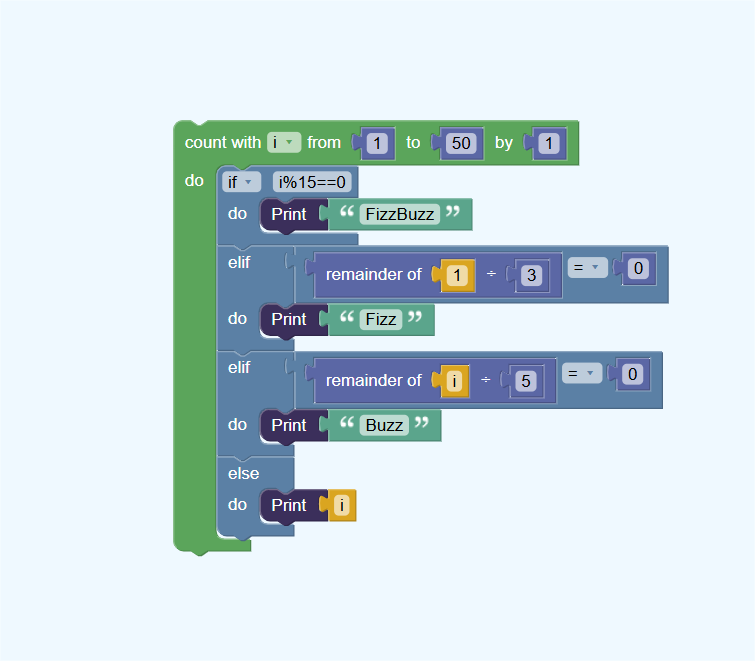 count with i from 1 to 50 by 1
do if i%15==0
do Print “ FizzBuzz ”
elif remainder of 1 ÷ 3 = 0
do Print “ Fizz ”
elif remainder of i ÷ 5 = 0
do Print “ Buzz ”
else
do Print i